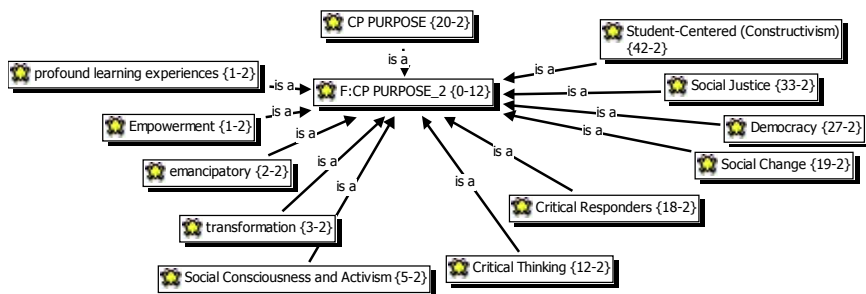 CP PURPOSE {20-2}
Student-Centered (Constructivism)
{42-2}
is a
is a
profound learning experiences {1-2}
is a
F:CP PURPOSE_2 {0-12}
is a
Social Justice {33-2}
is a
Empowerment {1-2}
is a
is a
Democracy {27-2}
is a
emancipatory {2-2}
is a
is a
is a
Social Change {19-2}
is a
is a
Critical Responders {18-2}
transformation {3-2}
Social Consciousness and Activism {5-2}
Critical Thinking {12-2}